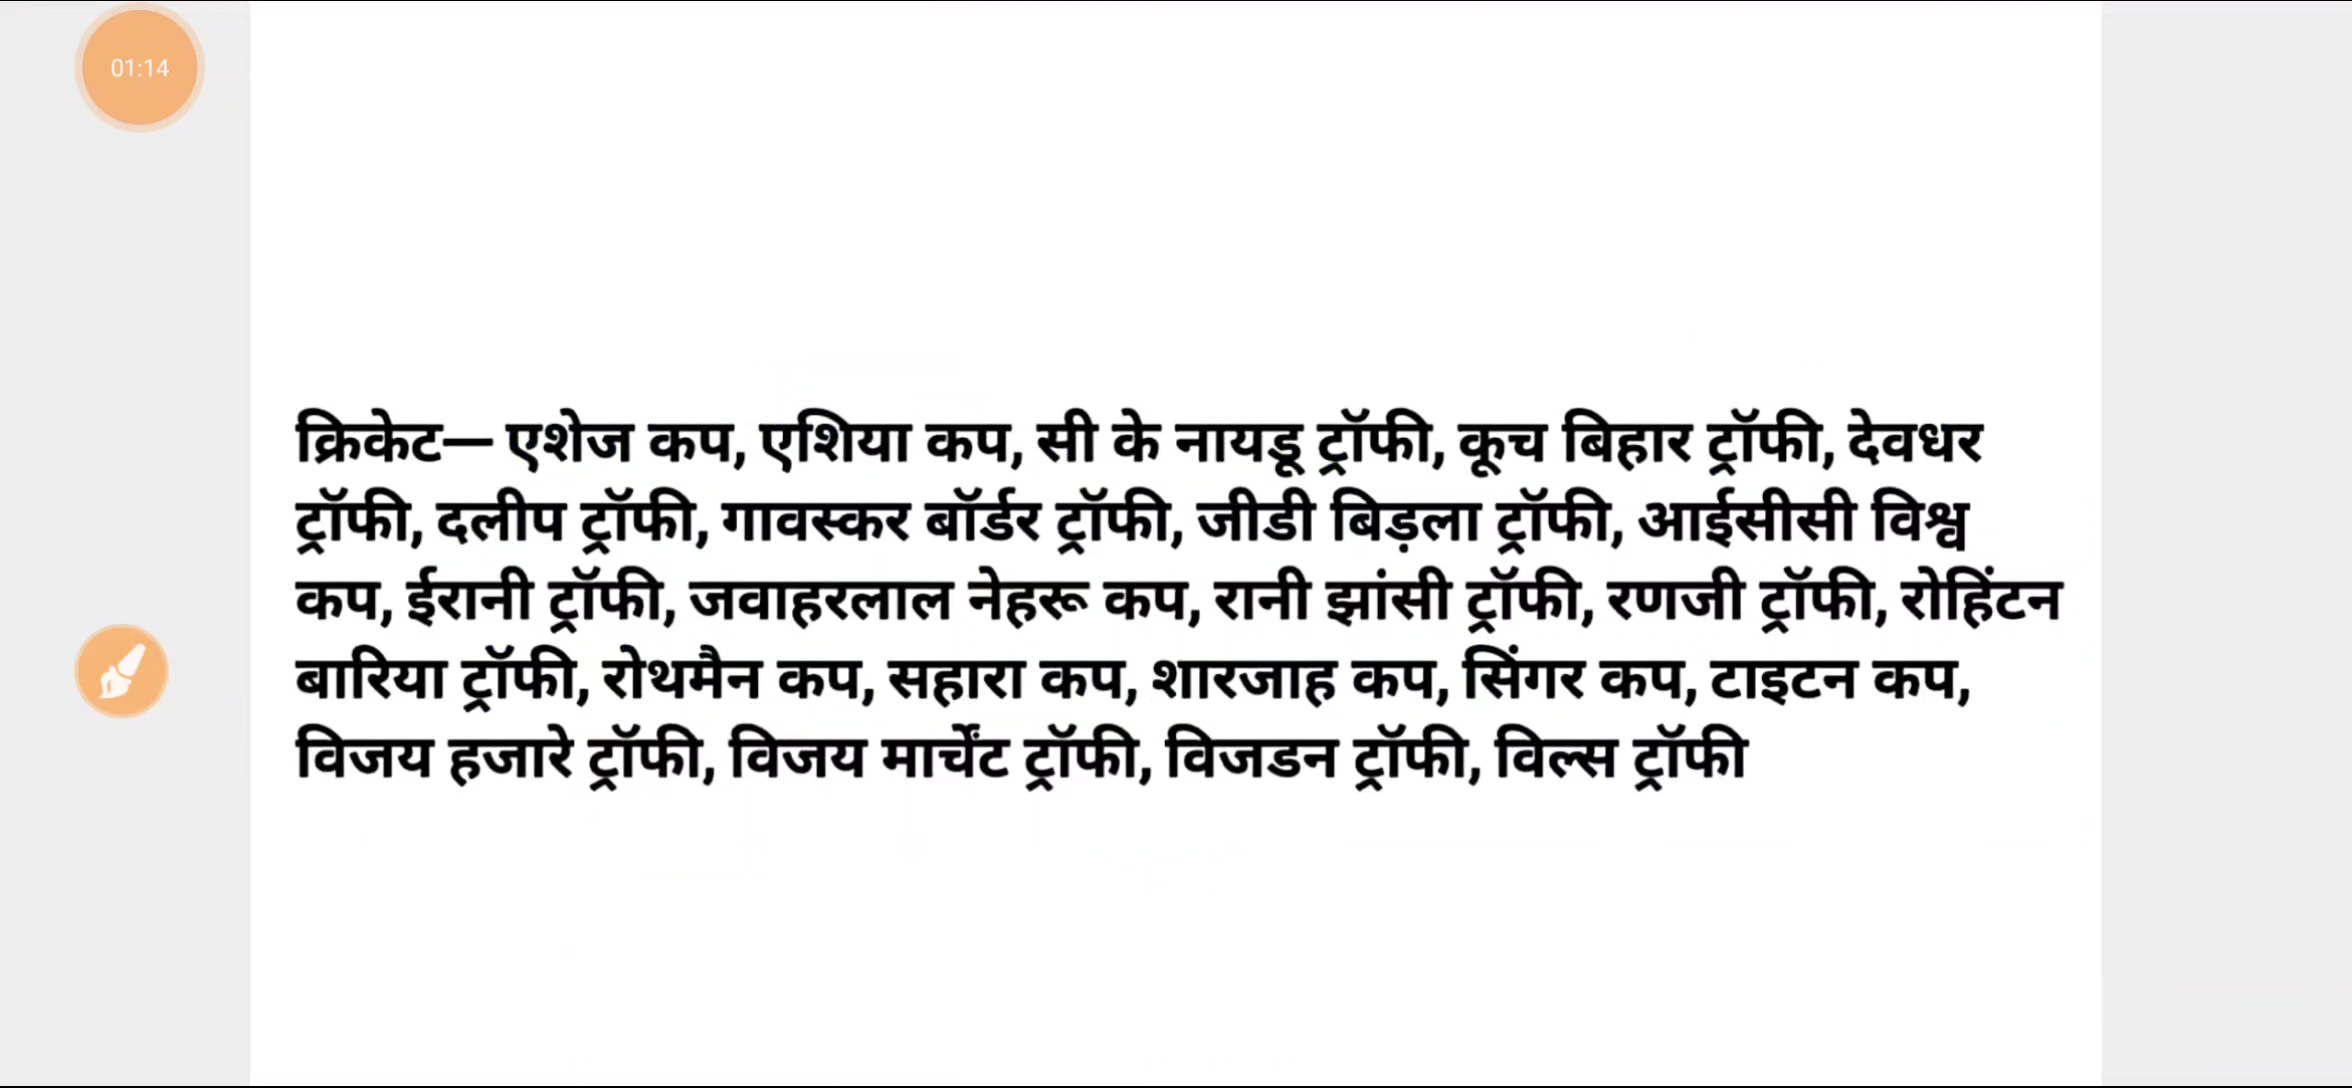 01:14
क्रिकेट— एशेज कप, एशिया कप, सी के नायडू ट्रॉफी, कूच बिहार ट्रॉफी, देवधर
ट्रॉफी, दलीप ट्रॉफी, गावस्कर बॉर्डर ट्रॉफी, जीडी बिड़ला ट्रॉफी, आईसीसी विश्व
कप, ईरानी ट्रॉफी, जवाहरलाल नेहरू कप, रानी झांसी ट्रॉफी, रणजी ट्रॉफी, रोहिंटन
बारिया ट्रॉफी, रोथमैन कप, सहारा कप, शारजाह कप, सिंगर कप, टाइटन कप,
विजय हजारे ट्रॉफी, विजय मार्चेंट ट्रॉफी, विजडन ट्रॉफी, विल्स ट्रॉफी